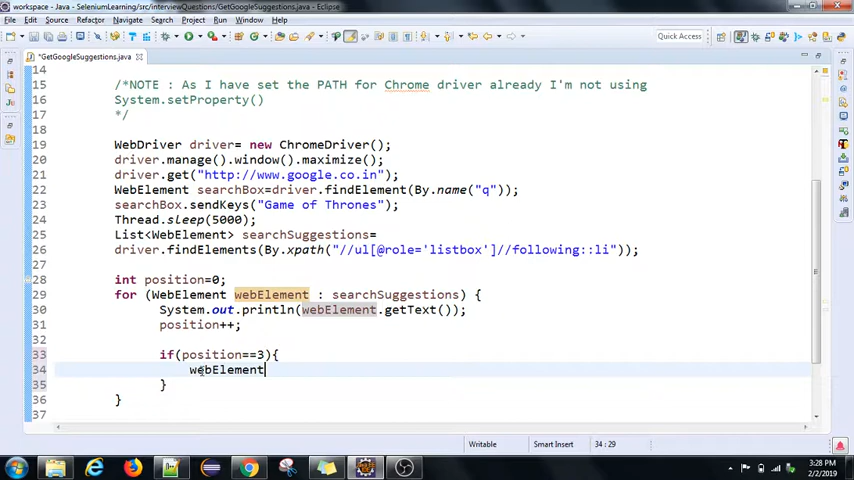 workspace - Java - SeleniumLearning/src/interviewQuestions/GetGoogleSuggestions.java - Eclipse
File Edit Source Refactor Navigate Search Project Run Window Help
Quick Access
*GetGoogleSuggestions.java
14
15 /*NOTE : As I have set the PATH for Chrome driver already I'm not using
16 System.setProperty()
17 */
18
19 WebDriver driver= new ChromeDriver();
20 driver.manage().window().maximize();
21 driver.get("http://www.google.co.in");
22 WebElement searchBox=driver.findElement(By.name("q"));
23 searchBox.sendKeys("Game of Thrones");
24 Thread.sleep(5000);
25 List<WebElement> searchSuggestions=
26 driver.findElements(By.xpath("//ul[@role='listbox']//following::li"));
27
28 int position=0;
29 for (WebElement webElement : searchSuggestions) {
30 System.out.println(webElement.getText());
31 position++;
32
33 if(position==3){
34 webElement
35 }
36 }
37
Writable Smart Insert 34 : 29
3:28 PM
2/2/2019